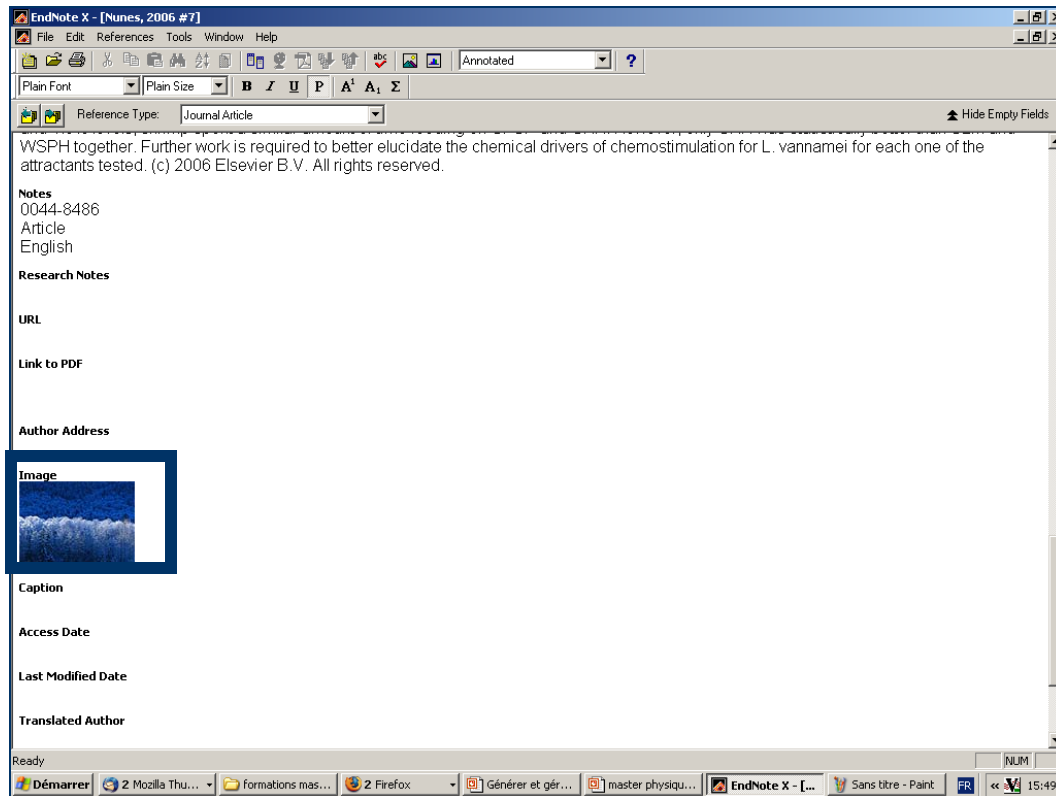 EndNote X - [Nunes, 2006 #7]
File Edit References Tools Window Help
Annotated ?
Plain Font Plain Size B I U P A1 A1 Σ
Reference Type: Journal Article Hide Empty Fields
WSPH together. Further work is required to better elucidate the chemical drivers of chemostimulation for L. vannamei for each one of the
attractants tested. (c) 2006 Elsevier B.V. All rights reserved.
Notes
0044-8486
Article
English
Research Notes
URL
Link to PDF
Author Address
Image
Caption
Access Date
Last Modified Date
Translated Author
Ready NUM
Démarrer 2 Mozilla Thu... formations mas... 2 Firefox Générer et gér... master physiqu... EndNote X - [... Sans titre - Paint FR « 15:49